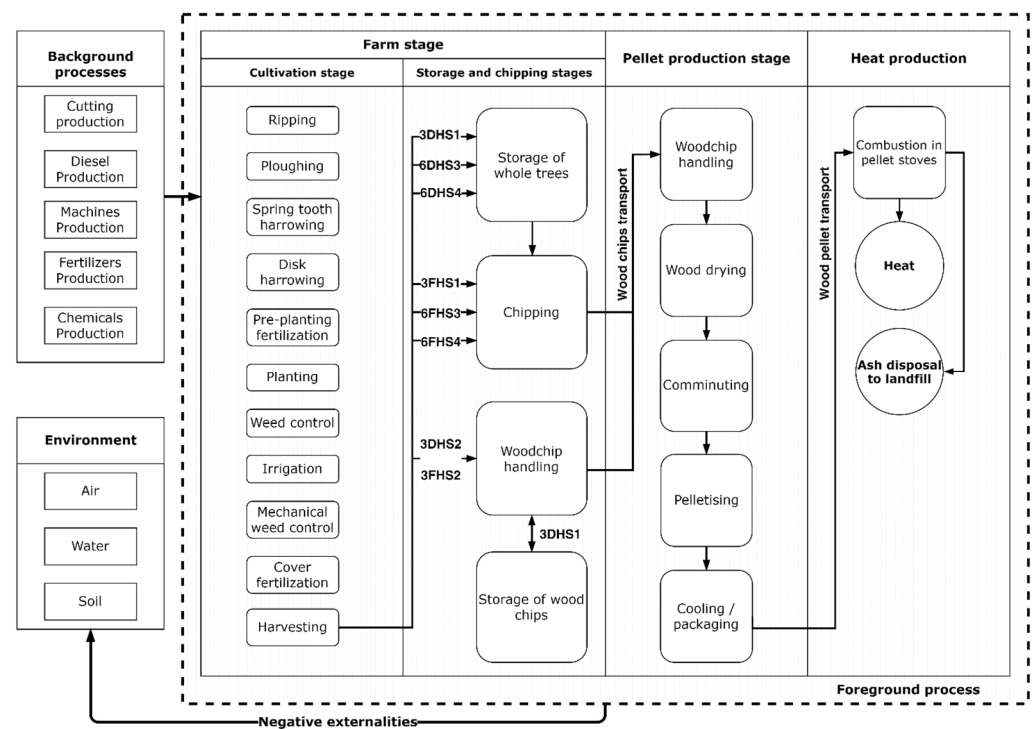 Background
processes
Cutting
production
Diesel
Production
Machines
Production
Fertilizers
Production
Chemicals
Production
Environment
Air
Water
Soil
Farm stage
Cultivation stage
Storage and chipping stages
Pellet production stage
Heat production
Ripping
Ploughing
Spring tooth
harrowing
Disk
harrowing
Pre-planting
fertilization
Planting
Weed control
Irrigation
Mechanical
weed control
Cover
fertilization
Harvesting
3DHS1
6DHS3
6DHS4
Storage of
whole trees
3FHS1
6FHS3
6FHS4
Chipping
3DHS2
3FHS2
Woodchip
handling
3DHS1
Storage of wood
chips
Wood chips transport
Woodchip
handling
Wood drying
Comminuting
Pelletising
Cooling /
packaging
Wood pellet transport
Combustion in
pellet stoves
Heat
Ash disposal
to landfill
Foreground process
Negative externalities